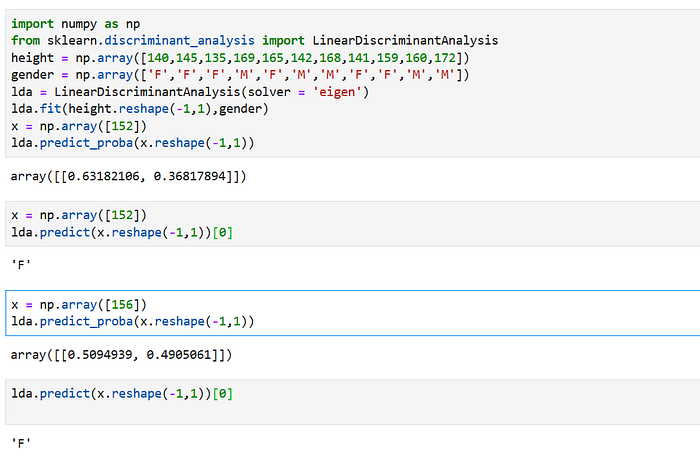 import numpy as np
from sklearn.discriminant_analysis import LinearDiscriminantAnalysis
height = np.array([140,145,135,169,165,142,168,141,159,160,172])
gender = np.array(['F','F','F','M','F','M','M','F','F','M','M'])
lda = LinearDiscriminantAnalysis(solver = 'eigen')
lda.fit(height.reshape(-1,1),gender)
x = np.array([152])
lda.predict_proba(x.reshape(-1,1))
array([[0.63182106, 0.36817894]])
x = np.array([152])
lda.predict(x.reshape(-1,1))[0]
'F'
x = np.array([156])
lda.predict_proba(x.reshape(-1,1))
array([[0.5094939, 0.4905061]])
lda.predict(x.reshape(-1,1))[0]
'F'